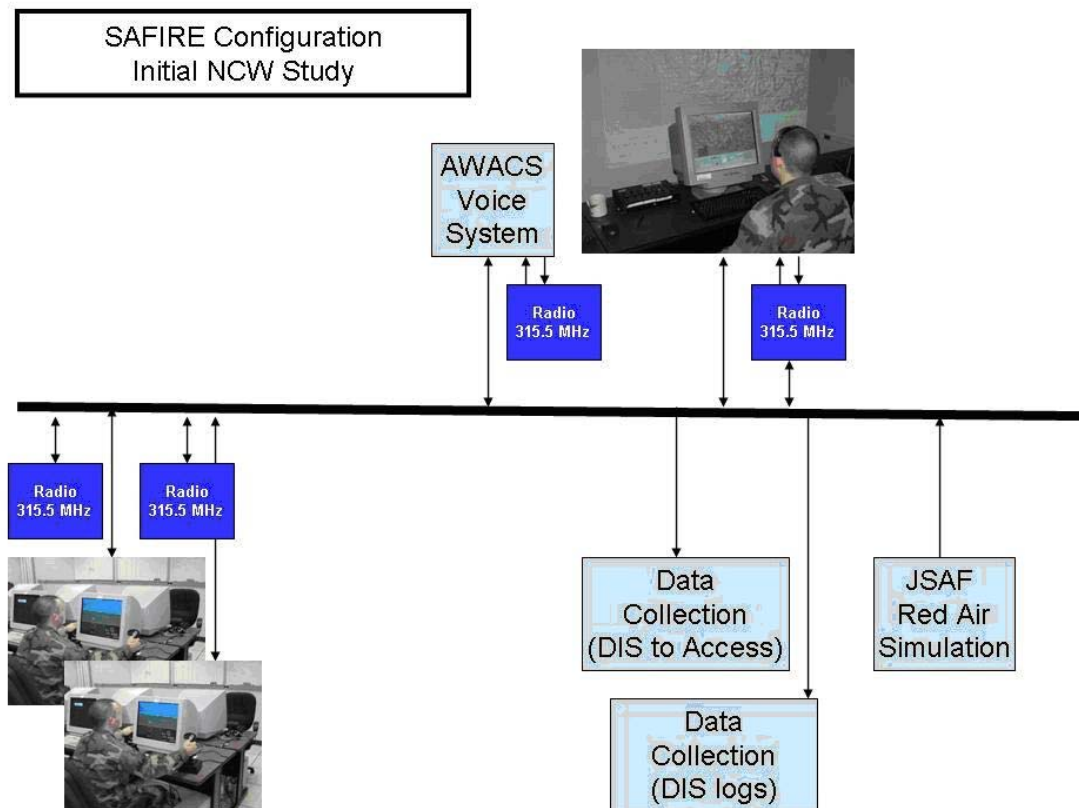 SAFIRE Configuration
Initial NCW Study
AWACS
Voice
System
Radio
315.5 MHz
Radio
315.5 MHz
Radio
315.5 MHz
Radio
315.5 MHz
Data
Collection
(DIS to Access)
JSAF
Red Air
Simulation
Data
Collection
(DIS logs)